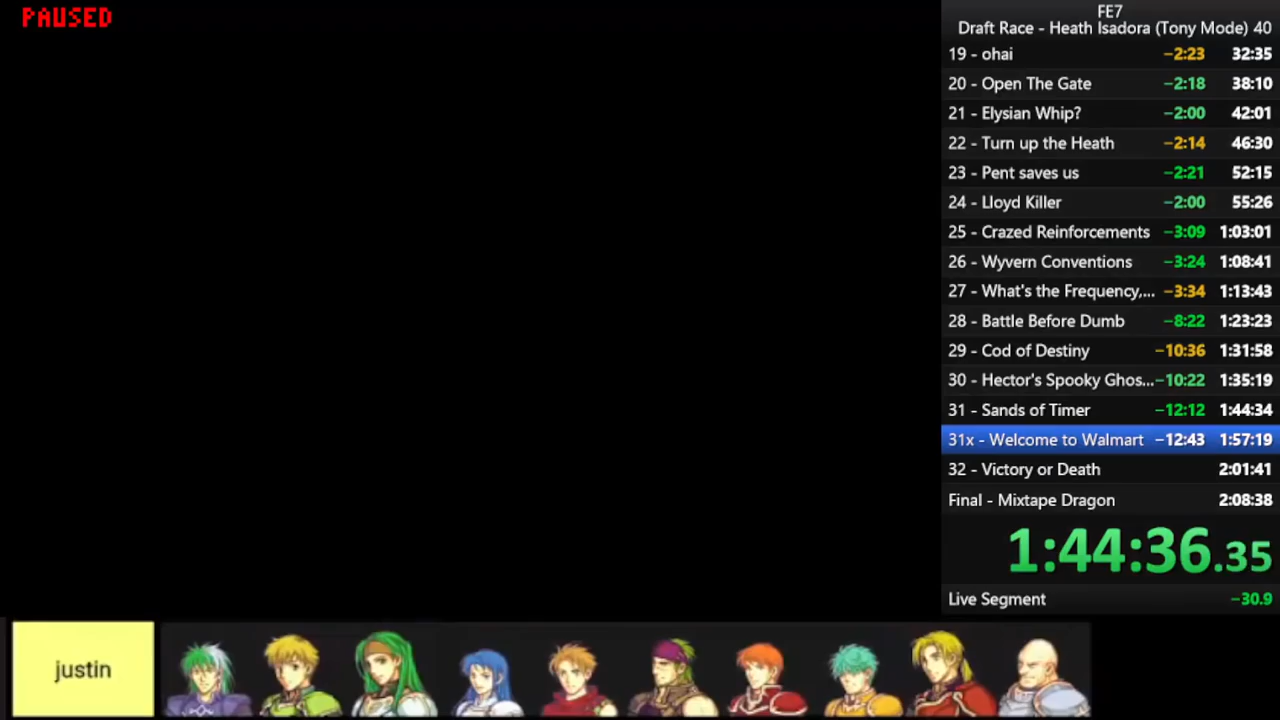 PAUSED
FE7
Draft Race - Heath Isadora (Tony Mode) 40
19 - ohai −2:23 32:35
20 - Open The Gate −2:18 38:10
21 - Elysian Whip? −2:00 42:01
22 - Turn up the Heath −2:14 46:30
23 - Pent saves us −2:21 52:15
24 - Lloyd Killer −2:00 55:26
25 - Crazed Reinforcements −3:09 1:03:01
26 - Wyvern Conventions −3:24 1:08:41
27 - What's the Frequency,... −3:34 1:13:43
28 - Battle Before Dumb −8:22 1:23:23
29 - Cod of Destiny −10:36 1:31:58
30 - Hector's Spooky Ghos... −10:22 1:35:19
31 - Sands of Timer −12:12 1:44:34
31x - Welcome to Walmart −12:43 1:57:19
32 - Victory or Death 2:01:41
Final - Mixtape Dragon 2:08:38
1:44:36.35
Live Segment −30.9
justin